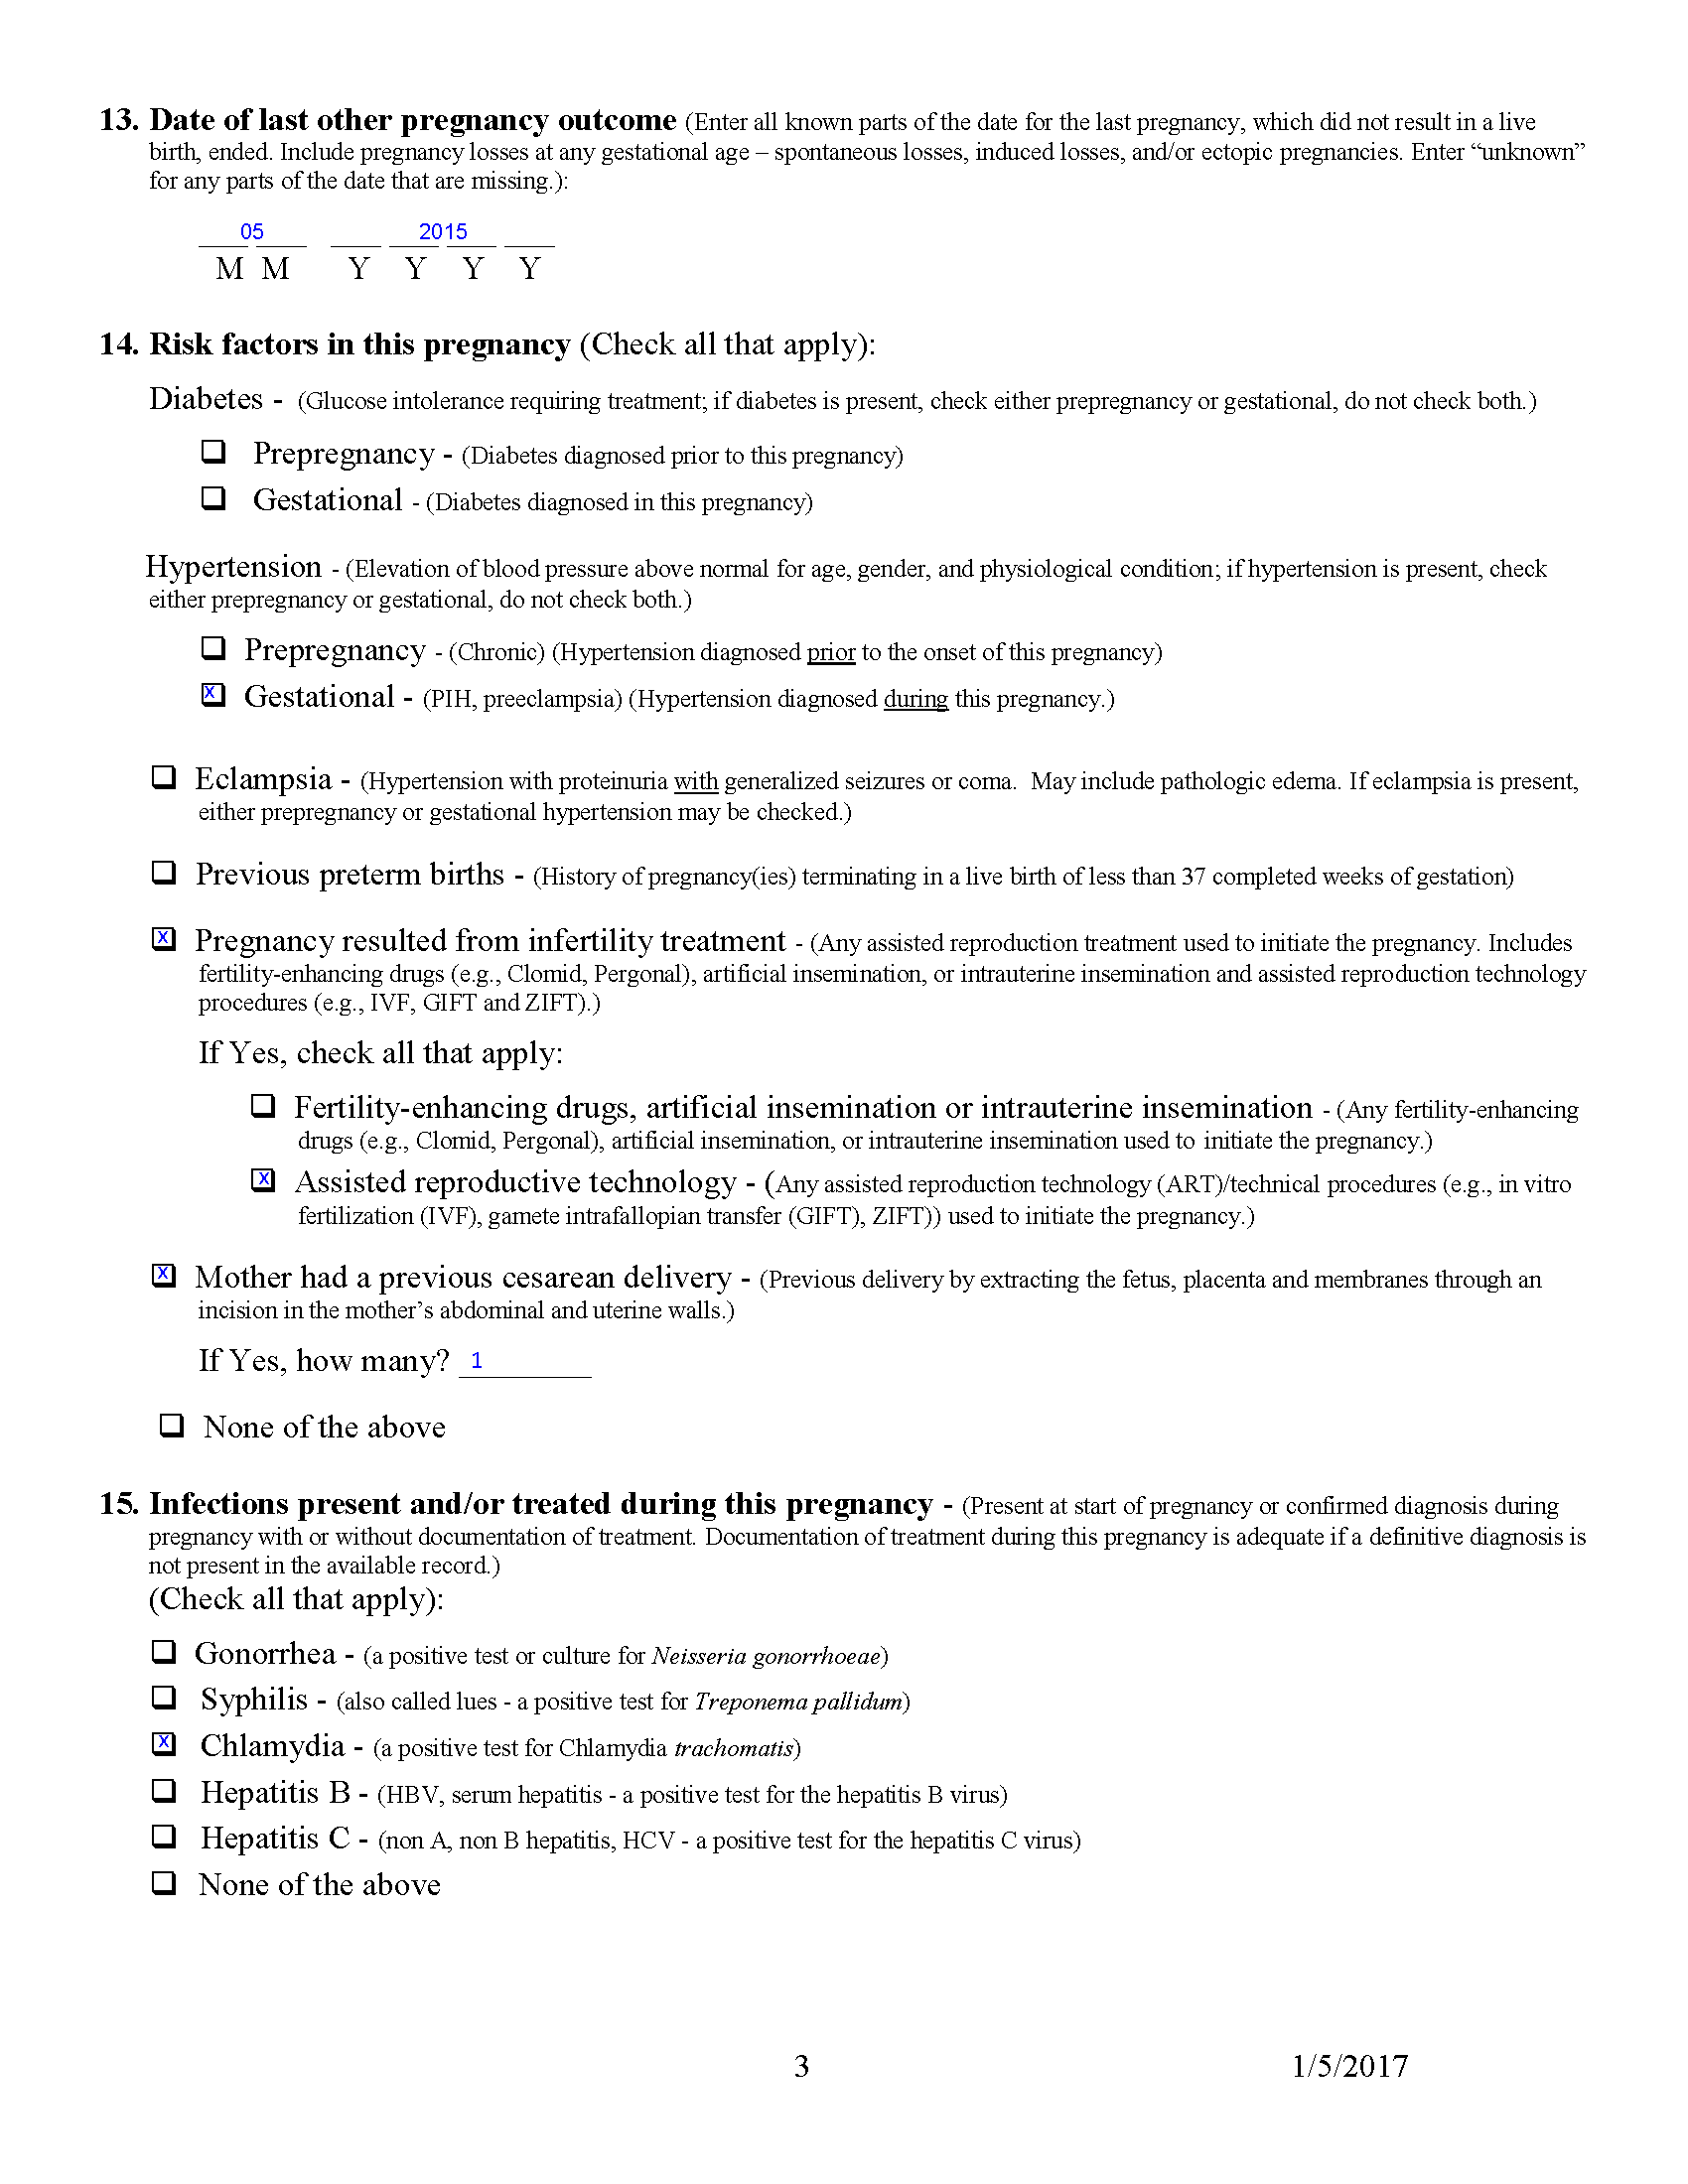 13. Date of last other pregnancy outcome (Enter all known parts of the date for the last pregnancy, which did not result in a live
birth, ended. Include pregnancy losses at any gestational age – spontaneous losses, induced losses, and/or ectopic pregnancies. Enter “unknown”
for any parts of the date that are missing.):
05 2015
M M Y Y Y Y
14. Risk factors in this pregnancy (Check all that apply):
Diabetes - (Glucose intolerance requiring treatment; if diabetes is present, check either prepregnancy or gestational, do not check both.)
❑ Prepregnancy - (Diabetes diagnosed prior to this pregnancy)
❑ Gestational - (Diabetes diagnosed in this pregnancy)
Hypertension - (Elevation of blood pressure above normal for age, gender, and physiological condition; if hypertension is present, check
either prepregnancy or gestational, do not check both.)
❑ Prepregnancy - (Chronic) (Hypertension diagnosed prior to the onset of this pregnancy)
X Gestational - (PIH, preeclampsia) (Hypertension diagnosed during this pregnancy.)
❑ Eclampsia - (Hypertension with proteinuria with generalized seizures or coma. May include pathologic edema. If eclampsia is present,
either prepregnancy or gestational hypertension may be checked.)
❑ Previous preterm births - (History of pregnancy(ies) terminating in a live birth of less than 37 completed weeks of gestation)
X Pregnancy resulted from infertility treatment - (Any assisted reproduction treatment used to initiate the pregnancy. Includes
fertility-enhancing drugs (e.g., Clomid, Pergonal), artificial insemination, or intrauterine insemination and assisted reproduction technology
procedures (e.g., IVF, GIFT and ZIFT).)
If Yes, check all that apply:
❑ Fertility-enhancing drugs, artificial insemination or intrauterine insemination - (Any fertility-enhancing
drugs (e.g., Clomid, Pergonal), artificial insemination, or intrauterine insemination used to initiate the pregnancy.)
X Assisted reproductive technology - (Any assisted reproduction technology (ART)/technical procedures (e.g., in vitro
fertilization (IVF), gamete intrafallopian transfer (GIFT), ZIFT)) used to initiate the pregnancy.)
X Mother had a previous cesarean delivery - (Previous delivery by extracting the fetus, placenta and membranes through an
incision in the mother’s abdominal and uterine walls.)
If Yes, how many? 1
❑ None of the above
15. Infections present and/or treated during this pregnancy - (Present at start of pregnancy or confirmed diagnosis during
pregnancy with or without documentation of treatment. Documentation of treatment during this pregnancy is adequate if a definitive diagnosis is
not present in the available record.)
(Check all that apply):
❑ Gonorrhea - (a positive test or culture for Neisseria gonorrhoeae)
❑ Syphilis - (also called lues - a positive test for Treponema pallidum)
X Chlamydia - (a positive test for Chlamydia trachomatis)
❑ Hepatitis B - (HBV, serum hepatitis - a positive test for the hepatitis B virus)
❑ Hepatitis C - (non A, non B hepatitis, HCV - a positive test for the hepatitis C virus)
❑ None of the above
3 1/5/2017